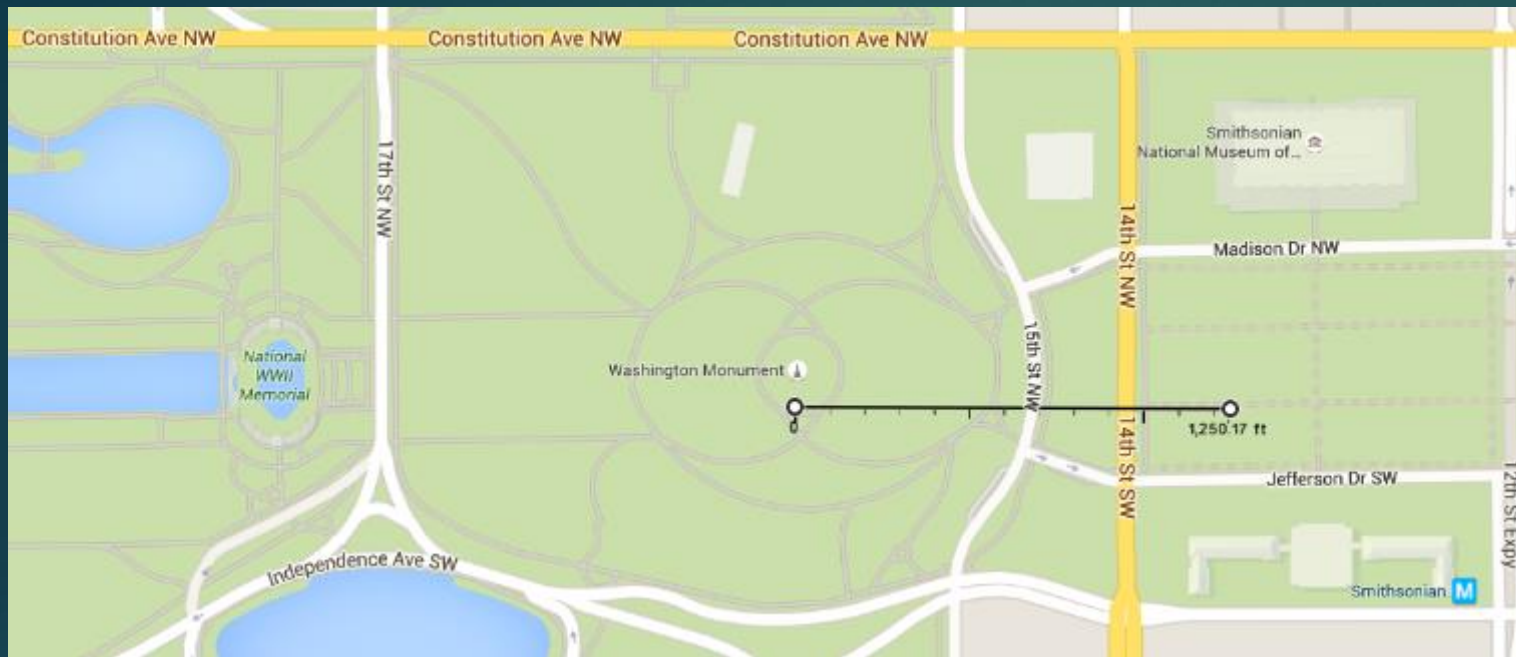 Constitution Ave NW
Constitution Ave NW
Constitution Ave NW
17th St NW
Smithsonian
National Museum of...
14th St NW
Madison Dr NW
15th St NW
National
WWII
Memorial
Washington Monument
0
1,250.17 ft
14th St SW
Jefferson Dr SW
12th St Expy
Independence Ave SW
Smithsonian M